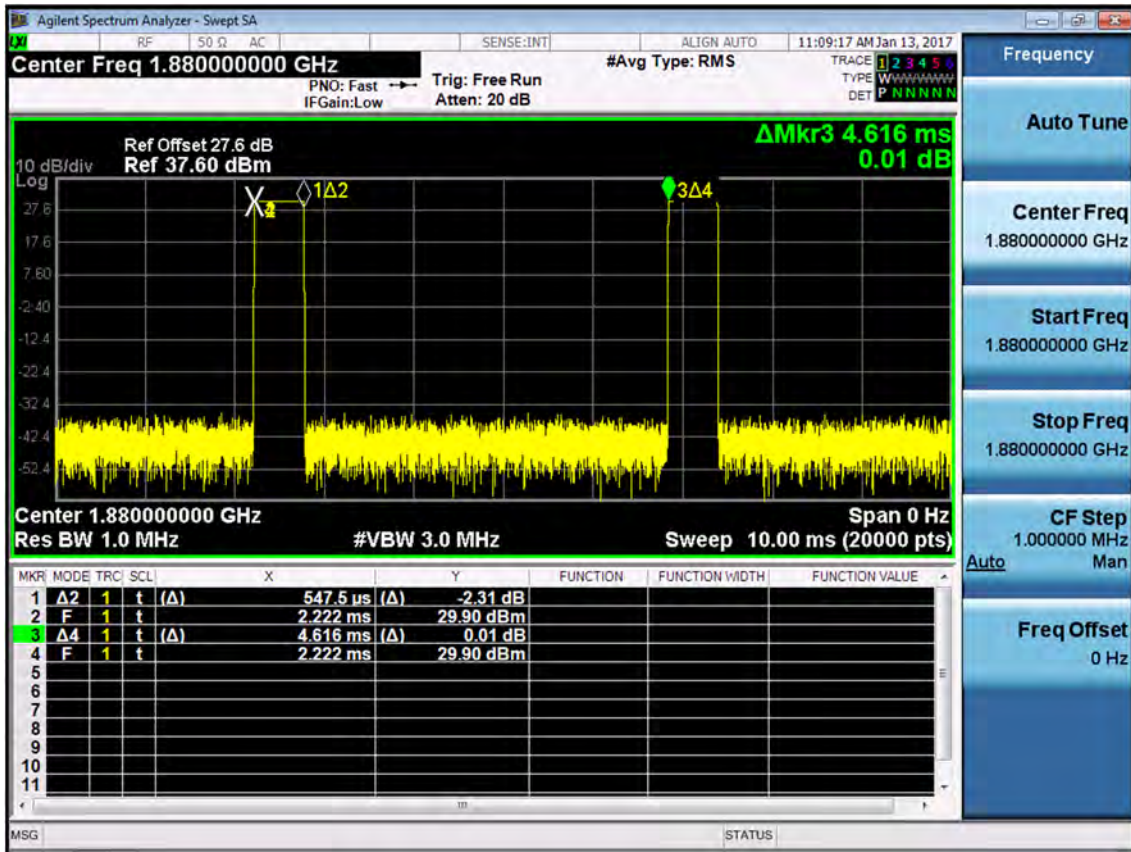 Agilent Spectrum Analyzer - Swept SA
LXI RF 50 Ω AC SENSE:INT ALIGN AUTO 11:09:17 AM Jan 13, 2017
Center Freq 1.880000000 GHz
PNO: Fast
IFGain:Low
Trig: Free Run
Atten: 20 dB
#Avg Type: RMS
TRACE 1 2 3 4 5 6
TYPE WWWWWW
DET P NNNNN
ΔMkr3 4.616 ms
0.01 dB
Ref Offset 27.6 dB
10 dB/div Ref 37.60 dBm
Log
27.6
17.6
7.60
-2.40
-12.4
-22.4
-32.4
-42.4
-52.4
X
1Δ2
3Δ4
Center 1.880000000 GHz Span 0 Hz
Res BW 1.0 MHz #VBW 3.0 MHz Sweep 10.00 ms (20000 pts)
MKR MODE TRC SCL X Y FUNCTION FUNCTION WIDTH FUNCTION VALUE
1 Δ2 1 t (Δ) 547.5 µs (Δ) -2.31 dB
2 F 1 t 2.222 ms 29.90 dBm
3 Δ4 1 t (Δ) 4.616 ms (Δ) 0.01 dB
4 F 1 t 2.222 ms 29.90 dBm
5
6
7
8
9
10
11
MSG STATUS
Frequency
Auto Tune
Center Freq
1.880000000 GHz
Start Freq
1.880000000 GHz
Stop Freq
1.880000000 GHz
CF Step
1.000000 MHz
Auto Man
Freq Offset
0 Hz